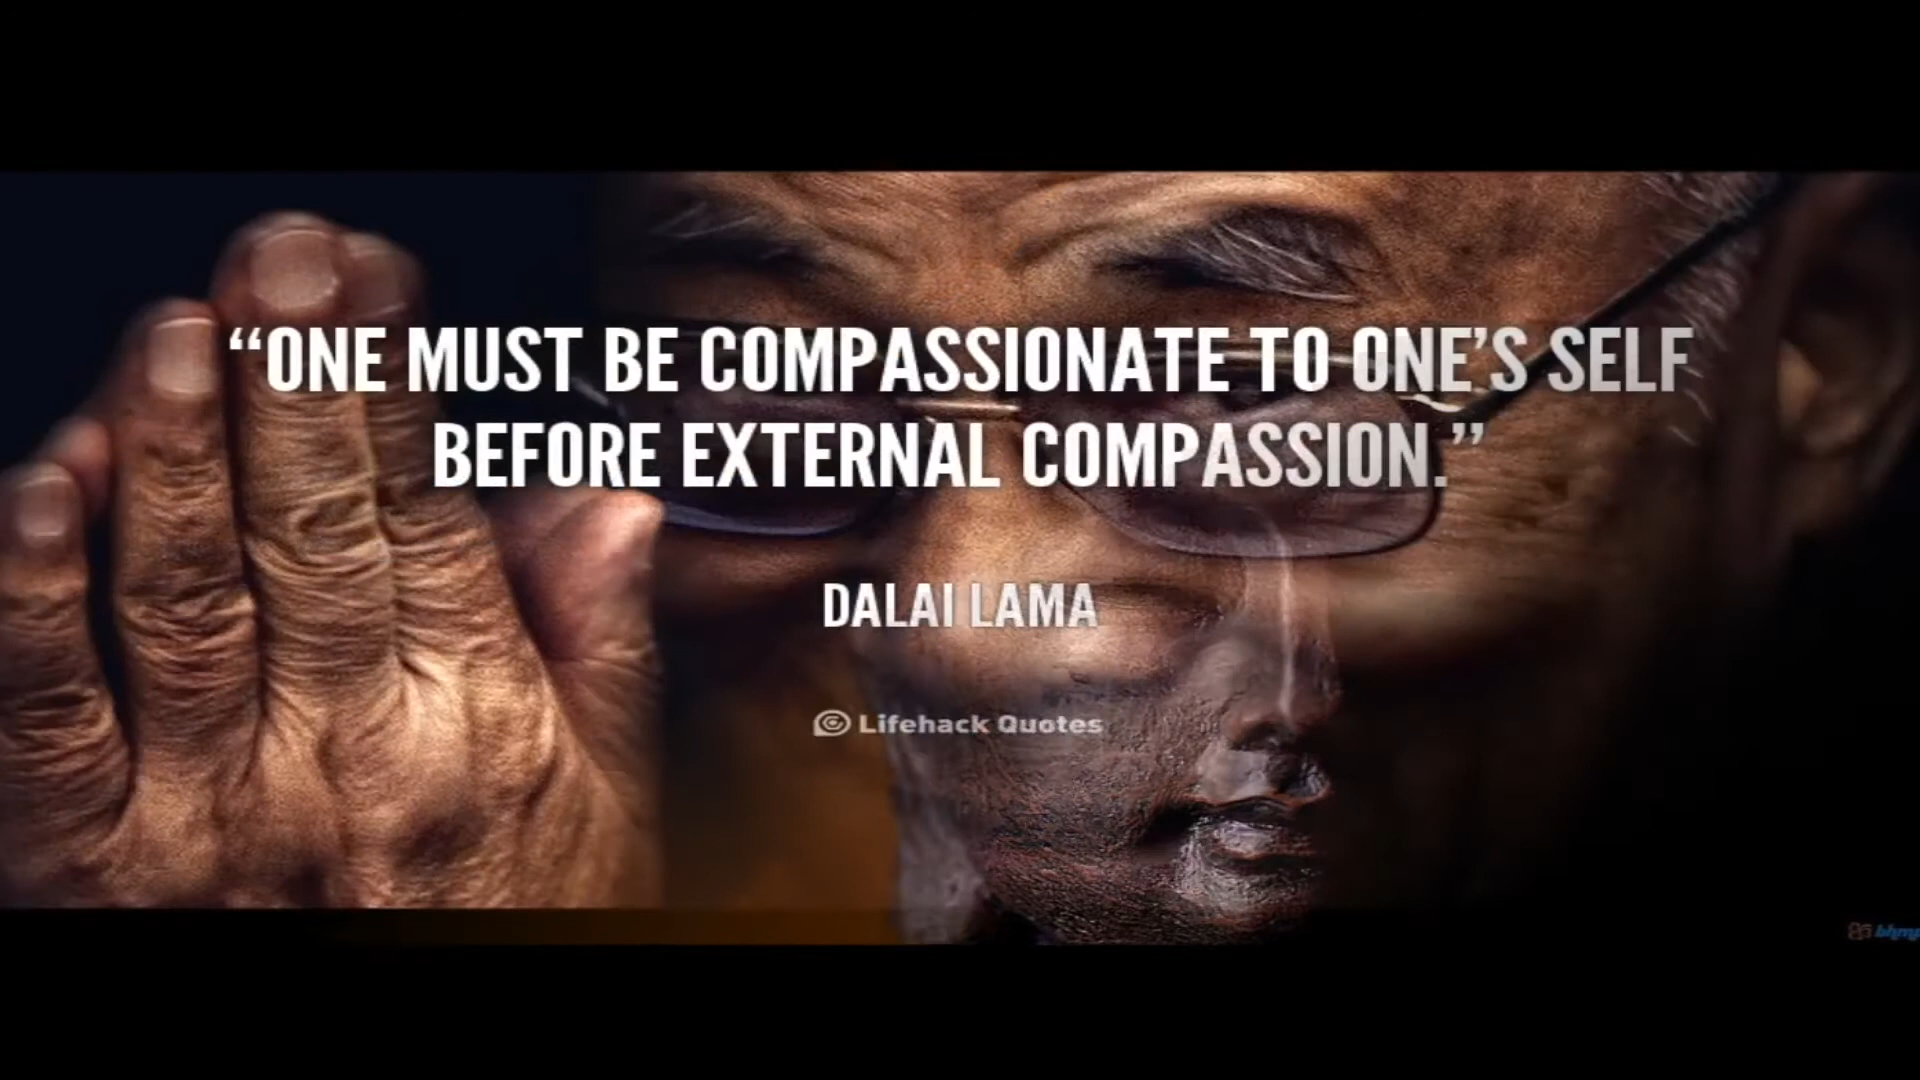 “ONE MUST BE COMPASSIONATE TO ONE’S SELF
BEFORE EXTERNAL COMPASSION.”
DALAI LAMA
Lifehack Quotes